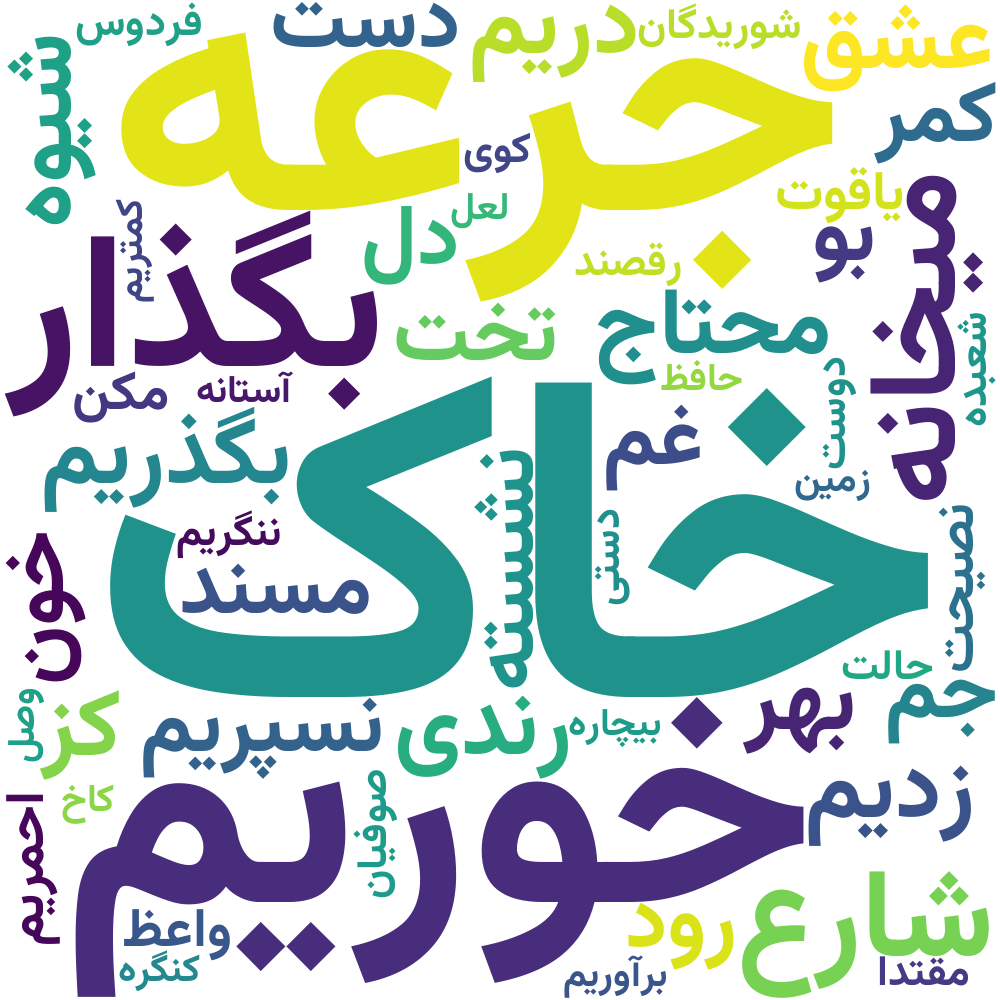 فردوس
دست
دریم
شوریدگان
عشق
شیوه
جرعه
کمر
کوی
یاقوت
لعل
میخانه
کمتریم
دل
بو
بگذار
رقصند
تخت
محتاج
شعبده
مکن
آستانه
حافظ
دوست
خاک
بگذریم
غم
زمین
نشسته
ننگریم
دستی
نصیحت
خون
مسند
حالت
وصل
کز
نسپریم
رندی
بیچاره
بهر
جم
احمریم
کاخ
صوفیان
خوریم
زدیم
واعظ
کنگره
رود
شارع
برآوریم
مقتدا